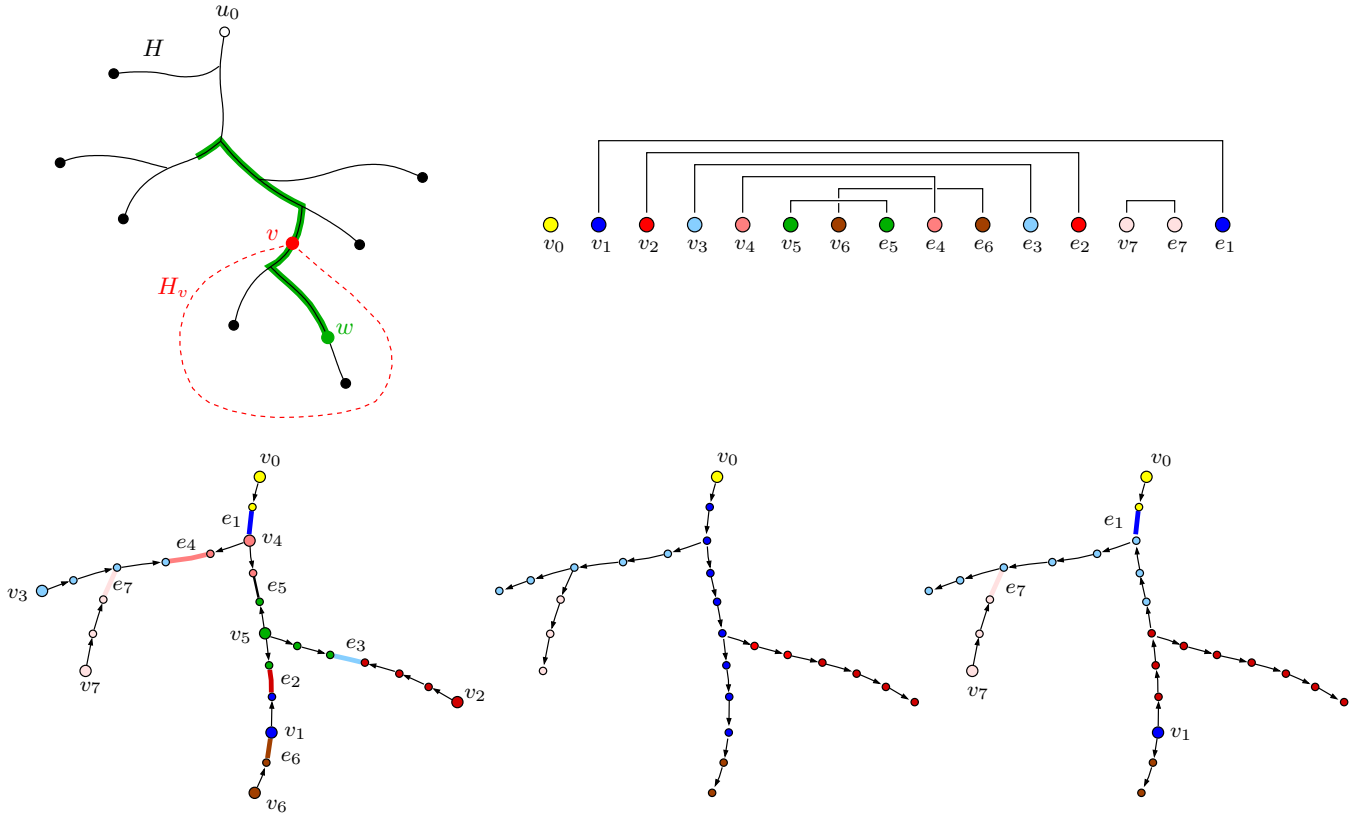 u₀
H
v
H_v
w
v₀ v₁ v₂ v₃ v₄ v₅ v₆ e₅ e₄ e₆ e₃ e₂ v₇ e₇ e₁
v₀
e₁
v₄
e₄
v₃
e₇
e₅
v₅
e₃
v₇
e₂
v₂
v₁
e₆
v₆
v₀
v₀
e₁
e₇
v₇
v₁